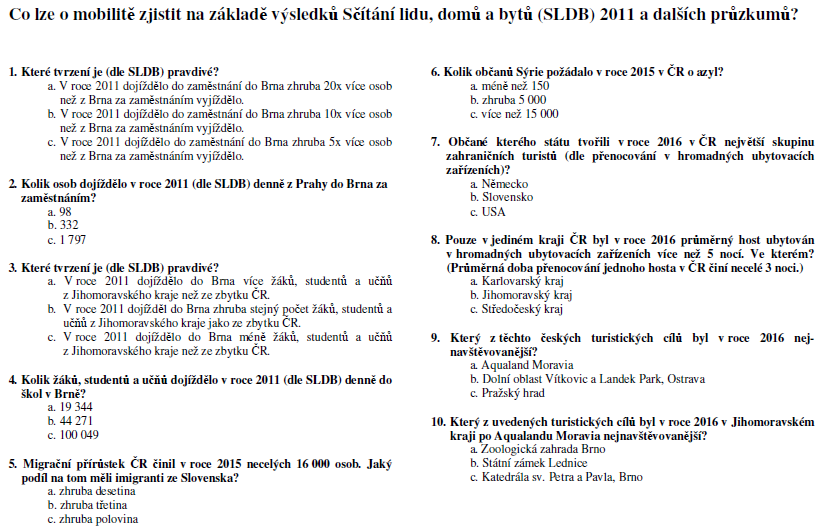 Co lze o mobilitě zjistit na základě výsledků Sčítání lidu, domů a bytů (SLDB) 2011 a dalších průzkumů?
1. Které tvrzení je (dle SLDB) pravdivé?
a. V roce 2011 dojíždělo do zaměstnání do Brna zhruba 20x více osob
než z Brna za zaměstnáním vyjíždělo.
b. V roce 2011 dojíždělo do zaměstnání do Brna zhruba 10x více osob
než z Brna za zaměstnáním vyjíždělo.
c. V roce 2011 dojíždělo do zaměstnání do Brna zhruba 5x více osob
než z Brna za zaměstnáním vyjíždělo.
2. Kolik osob dojíždělo v roce 2011 (dle SLDB) denně z Prahy do Brna za
zaměstnáním?
a. 98
b. 332
c. 1 797
3. Které tvrzení je (dle SLDB) pravdivé?
a. V roce 2011 dojíždělo do Brna více žáků, studentů a učňů
z Jihomoravského kraje než ze zbytku ČR.
b. V roce 2011 dojížděl do Brna zhruba stejný počet žáků, studentů a
učňů z Jihomoravského kraje jako ze zbytku ČR.
c. V roce 2011 dojíždělo do Brna méně žáků, studentů a učňů
z Jihomoravského kraje než ze zbytku ČR.
4. Kolik žáků, studentů a učňů dojíždělo v roce 2011 (dle SLDB) denně do
škol v Brně?
a. 19 344
b. 44 271
c. 100 049
5. Migrační přírůstek ČR činil v roce 2015 necelých 16 000 osob. Jaký
podíl na tom měli imigranti ze Slovenska?
a. zhruba desetina
b. zhruba třetina
c. zhruba polovina
6. Kolik občanů Sýrie požádalo v roce 2015 v ČR o azyl?
a. méně než 150
b. zhruba 5 000
c. více než 15 000
7. Občané kterého státu tvořili v roce 2016 v ČR největší skupinu
zahraničních turistů (dle přenocování v hromadných ubytovacích
zařízeních)?
a. Německo
b. Slovensko
c. USA
8. Pouze v jediném kraji ČR byl v roce 2016 průměrný host ubytován
v hromadných ubytovacích zařízeních více než 5 nocí. Ve kterém?
(Průměrná doba přenocování jednoho hosta v ČR činí necelé 3 noci.)
a. Karlovarský kraj
b. Jihomoravský kraj
c. Středočeský kraj
9. Který z těchto českých turistických cílů byl v roce 2016 nej-
navštěvovanější?
a. Aqualand Moravia
b. Dolní oblast Vítkovic a Landek Park, Ostrava
c. Pražský hrad
10. Který z uvedených turistických cílů byl v roce 2016 v Jihomoravském
kraji po Aqualandu Moravia nejnavštěvovanější?
a. Zoologická zahrada Brno
b. Státní zámek Lednice
c. Katedrála sv. Petra a Pavla, Brno